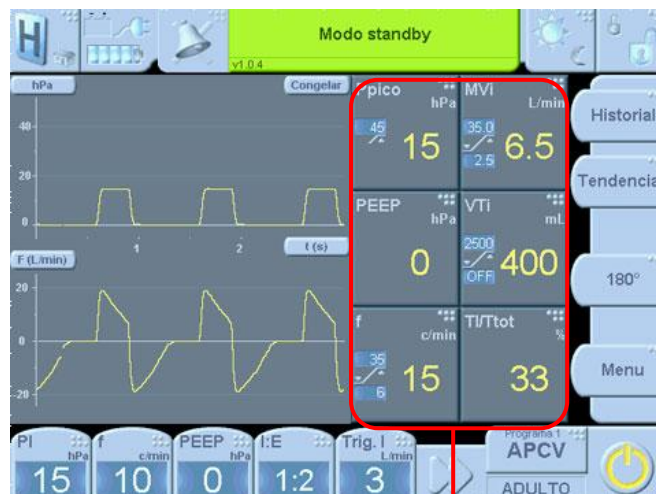 H
Modo standby
v1.0.4
hPa
Congelar
40
20
0
1
2
t (s)
F (L/min)
20
0
-20
Ppico
hPa
45
15
MVi
L/min
35.0
2.5
6.5
PEEP
hPa
0
VTi
mL
2500
OFF
400
f
c/min
35
6
15
TI/Ttot
%
33
Historial
Tendencia
180°
Menu
PI
hPa
15
f
c/min
10
PEEP
hPa
0
I:E
1:2
Trig. I
L/min
3
Programa 1
APCV
ADULTO